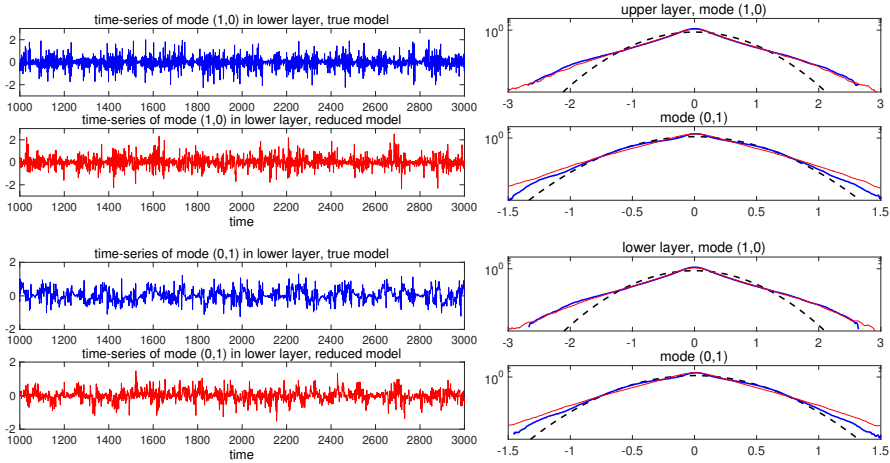 time-series of mode (1,0) in lower layer, true model
2
0
-2
1000 1200 1400 1600 1800 2000 2200 2400 2600 2800 3000
time-series of mode (1,0) in lower layer, reduced model
2
0
-2
1000 1200 1400 1600 1800 2000 2200 2400 2600 2800 3000
time
time-series of mode (0,1) in lower layer, true model
2
0
-2
1000 1200 1400 1600 1800 2000 2200 2400 2600 2800 3000
time-series of mode (0,1) in lower layer, reduced model
2
0
-2
1000 1200 1400 1600 1800 2000 2200 2400 2600 2800 3000
time
upper layer, mode (1,0)
10^0
-3 -2 -1 0 1 2 3
mode (0,1)
10^0
-1.5 -1 -0.5 0 0.5 1 1.5
lower layer, mode (1,0)
10^0
-3 -2 -1 0 1 2 3
mode (0,1)
10^0
-1.5 -1 -0.5 0 0.5 1 1.5